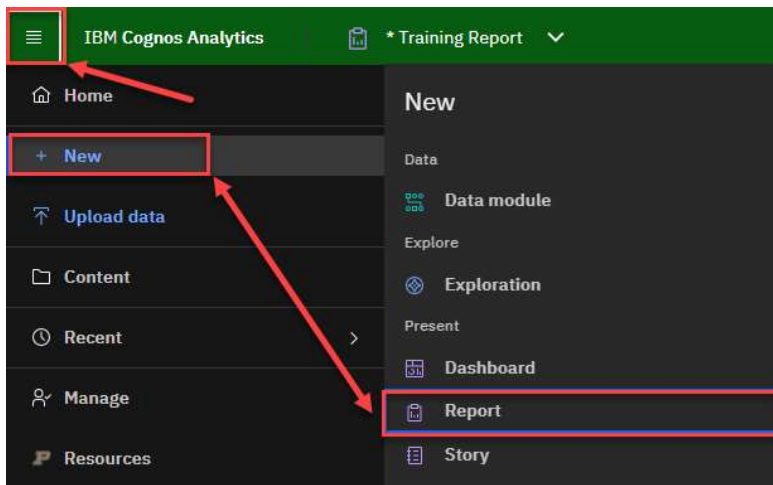 IBM Cognos Analytics
* Training Report
Home
+ New
Upload data
Content
Recent
Manage
Resources
New
Data
Data module
Explore
Exploration
Present
Dashboard
Report
Story